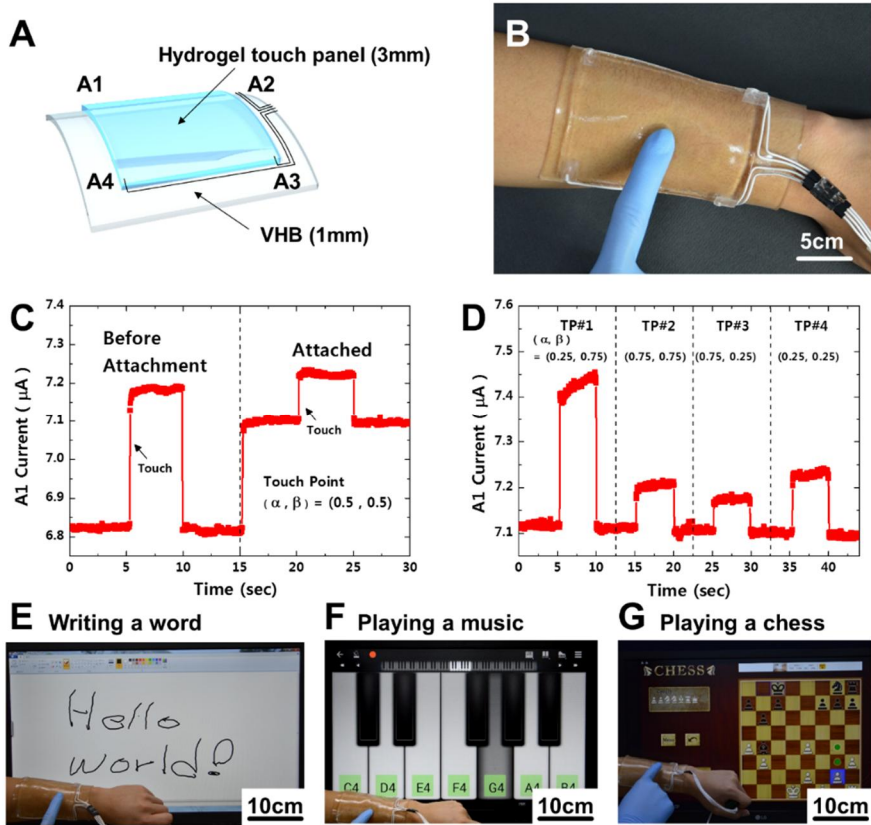 A
Hydrogel touch panel (3mm)
A1
A2
A4
A3
VHB (1mm)
B
5cm
C
7.4
7.3
7.2
7.1
7.0
6.9
6.8
A1 Current ( μA )
Before
Attachment
Touch
Attached
Touch
Touch Point
( α , β ) = (0.5 , 0.5)
0
5
10
15
20
25
30
Time (sec)
D
7.6
7.5
7.4
7.3
7.2
7.1
A1 Current ( μA )
TP#1
TP#2
TP#3
TP#4
( α, β )
= (0.25, 0.75)
(0.75, 0.75)
(0.75, 0.25)
(0.25, 0.25)
0
5
10
15
20
25
30
35
40
Time (sec)
E Writing a word
Hello
world!
10cm
F Playing a music
C4
D4
E4
F4
G4
A4
B4
10cm
G Playing a chess
CHESS
10cm